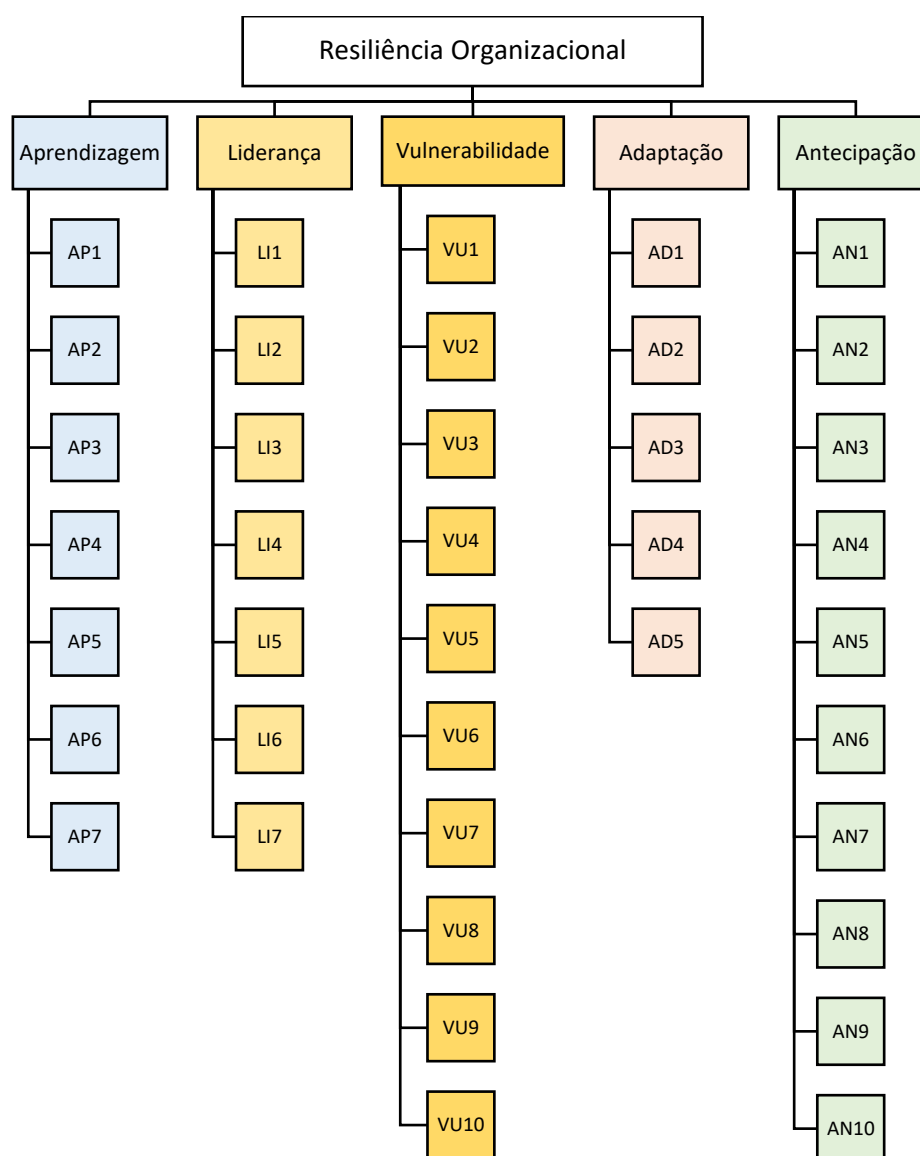 Resiliência Organizacional
Aprendizagem
Liderança
Vulnerabilidade
Adaptação
Antecipação
AP1
AP2
AP3
AP4
AP5
AP6
AP7
LI1
LI2
LI3
LI4
LI5
LI6
LI7
VU1
VU2
VU3
VU4
VU5
VU6
VU7
VU8
VU9
VU10
AD1
AD2
AD3
AD4
AD5
AN1
AN2
AN3
AN4
AN5
AN6
AN7
AN8
AN9
AN10